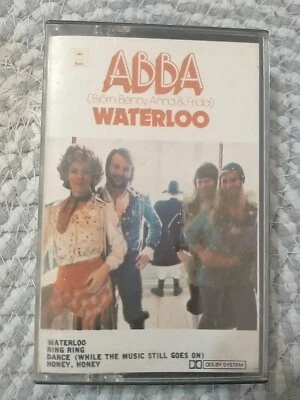 ABBA
(Björn, Benny, Anna & Frida)
WATERLOO
WATERLOO
RING RING
DANCE (WHILE THE MUSIC STILL GOES ON)
HONEY, HONEY
DOLBY SYSTEM